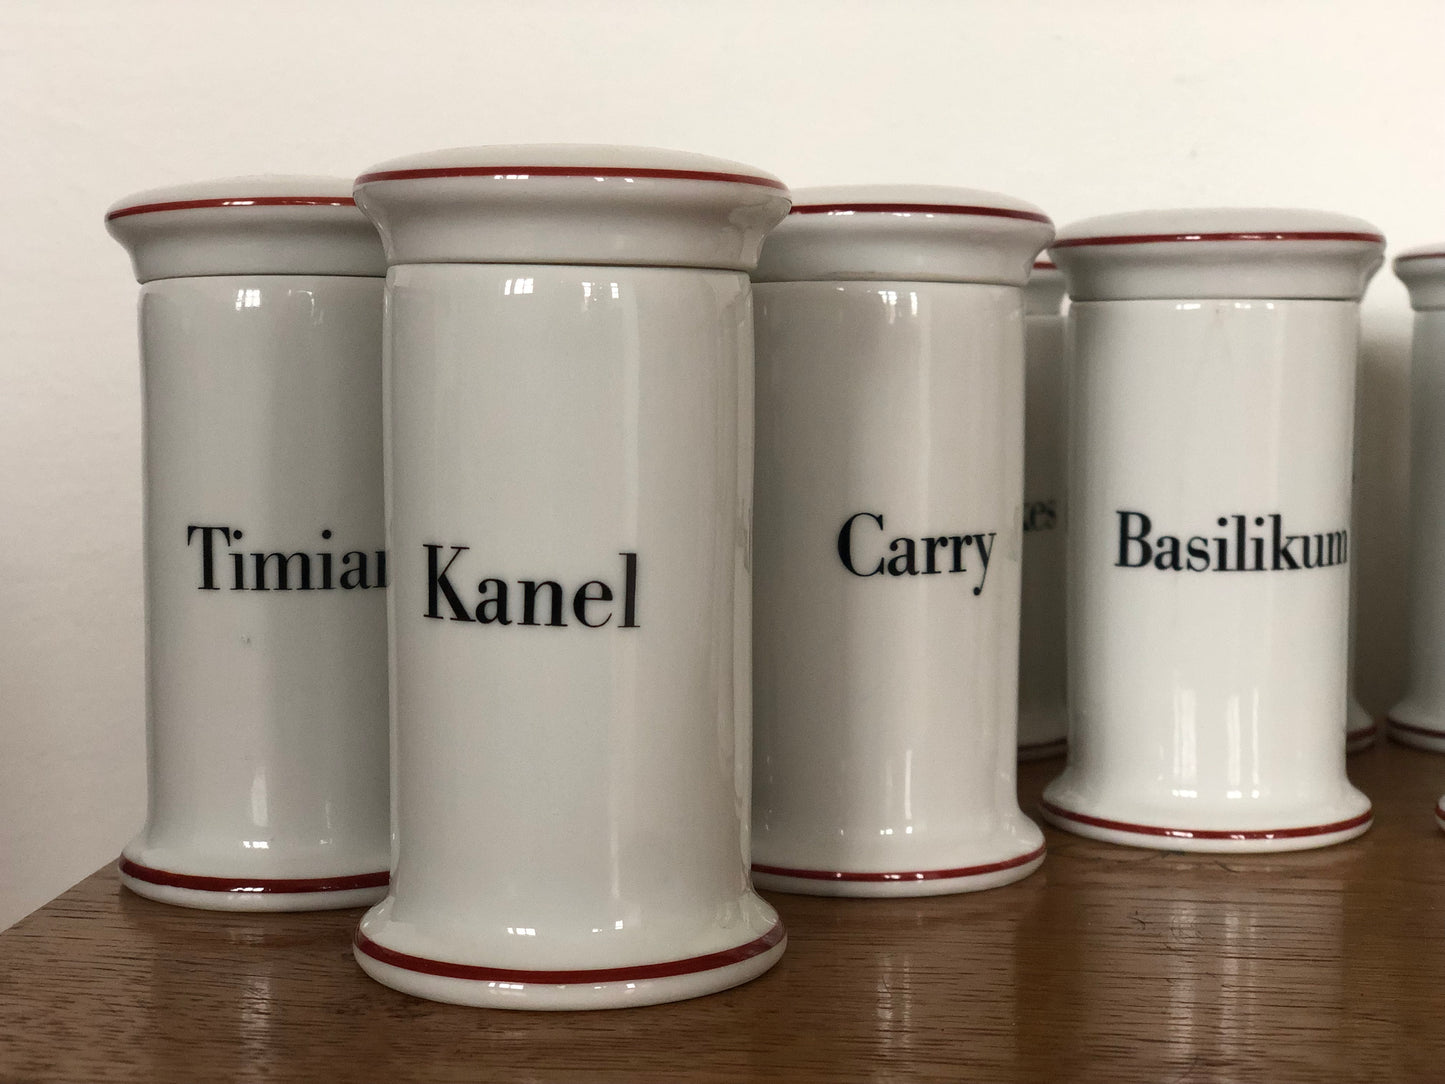 Timian
Kanel
Carry
Basilikum